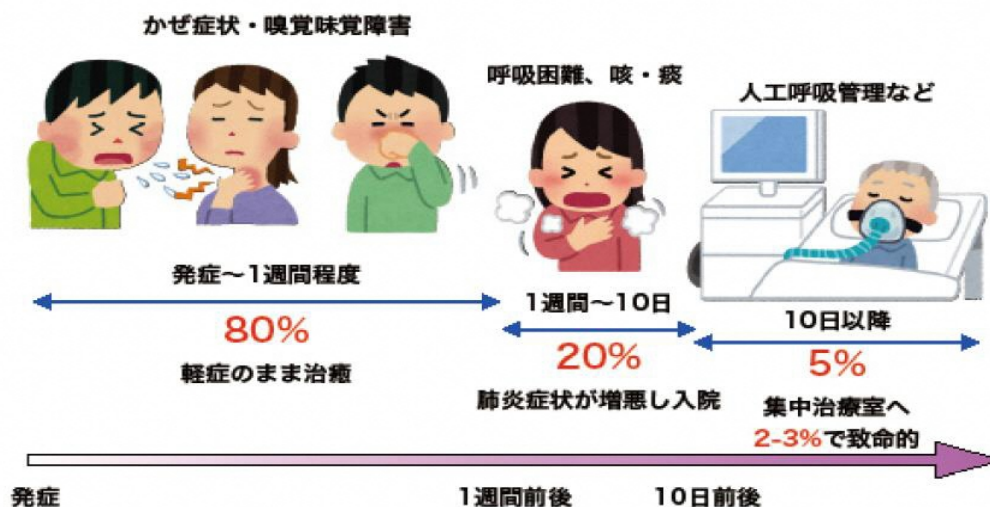 かぜ症状・嗅覚味覚障害
呼吸困難、咳・痰
人工呼吸管理など
発症～1週間程度
80%
軽症のまま治癒
1週間～10日
20%
肺炎症状が増悪し入院
10日以降
5%
集中治療室へ
2-3%で致命的
発症
1週間前後
10日前後